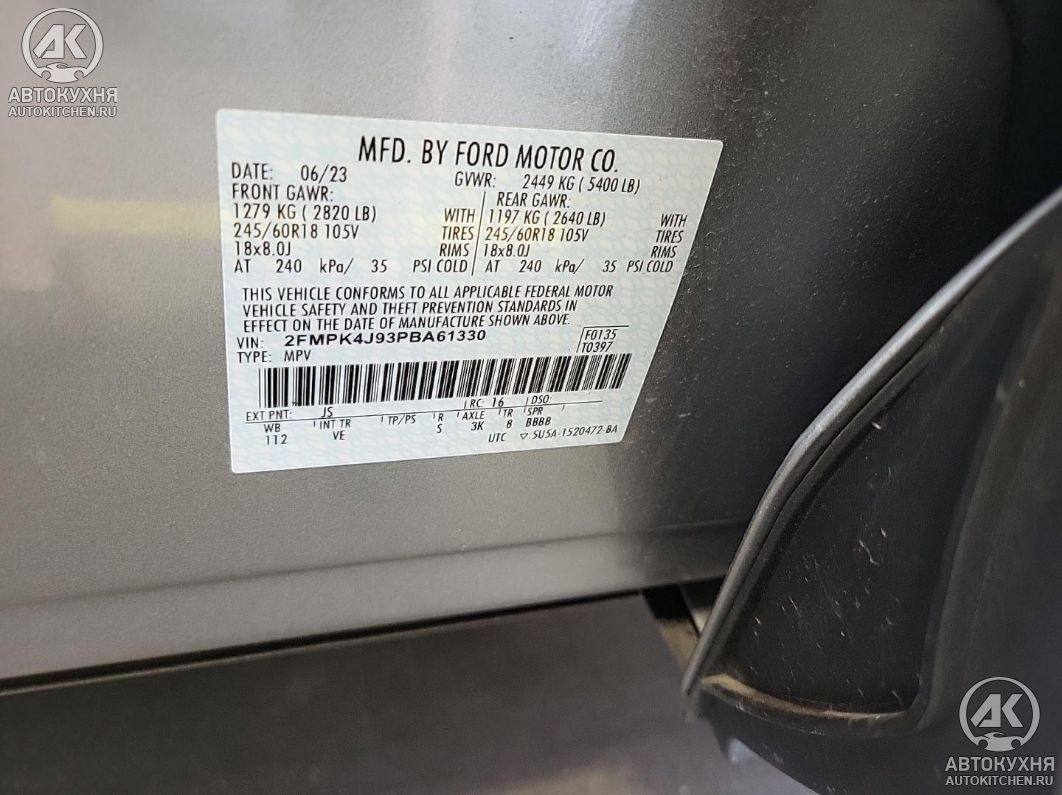 АК
АВТОКУХНЯ
AUTOKITCHEN.RU
MFD. BY FORD MOTOR CO.
DATE: 06/23 GVWR: 2449 KG ( 5400 LB)
FRONT GAWR: REAR GAWR:
1279 KG ( 2820 LB) WITH 1197 KG ( 2640 LB) WITH
245/60R18 105V TIRES 245/60R18 105V TIRES
18x8.0J RIMS 18x8.0J RIMS
AT 240 kPa/ 35 PSI COLD AT 240 kPa/ 35 PSI COLD
THIS VEHICLE CONFORMS TO ALL APPLICABLE FEDERAL MOTOR
VEHICLE SAFETY AND THEFT PREVENTION STANDARDS IN
EFFECT ON THE DATE OF MANUFACTURE SHOWN ABOVE.
VIN: 2FMPK4J93PBA61330 F0135
TYPE: MPV T0397
EXT PNT: JS RC: 16 DSO:
WB INT TR TP/PS R AXLE TR SPR
112 VE S 3K 8 BBBB
UTC ▽ 5U5A-1520472-BA
АК
АВТОКУХНЯ
AUTOKITCHEN.RU